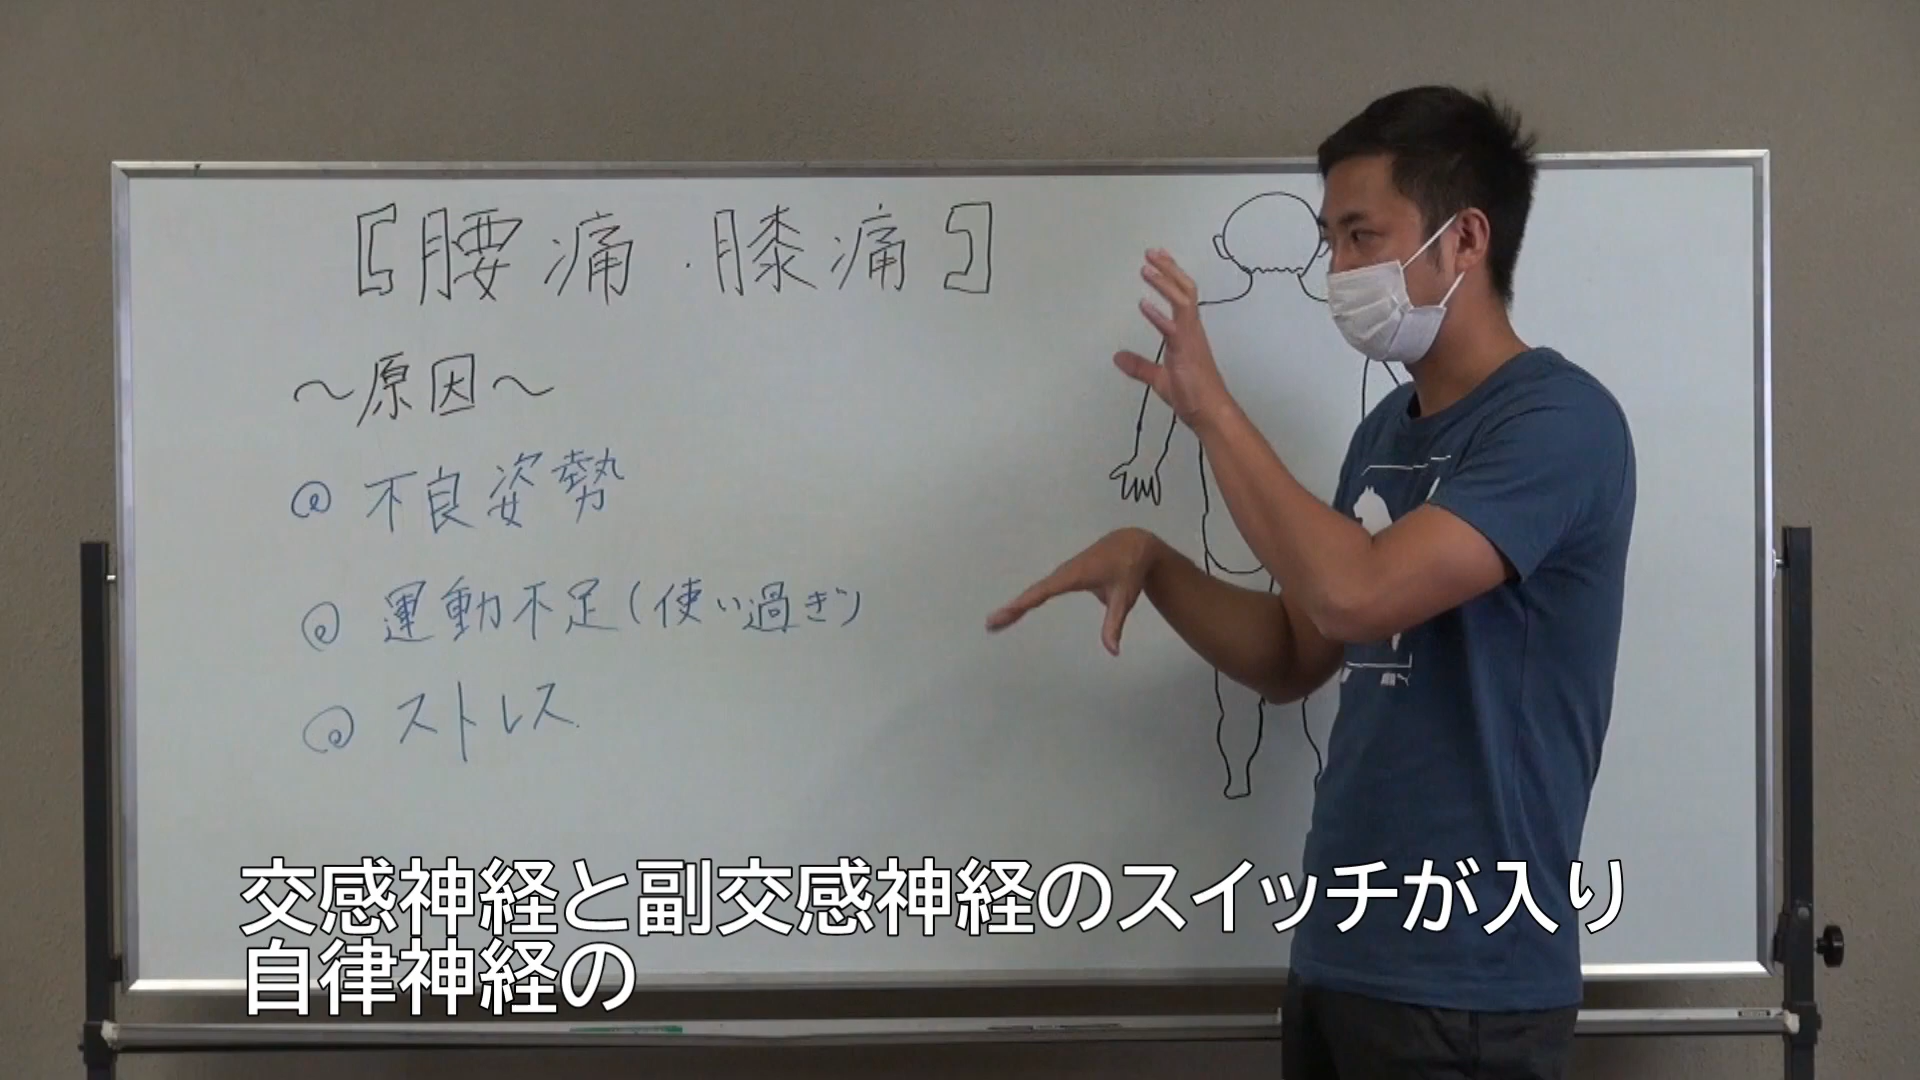 【腰痛・膝痛】
～原因～
@ 不良姿勢
@ 運動不足(使い過ぎ)
@ ストレス
交感神経と副交感神経のスイッチが入り
自律神経の